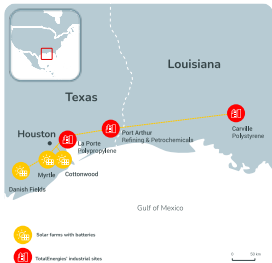 Louisiana
Texas
Houston
Port Arthur
Refining & Petrochemicals
Carville
Polystyrene
La Porte
Polypropylene
Myrtle
Cottonwood
Danish Fields
Gulf of Mexico
Solar farms with batteries
TotalEnergies' industrial sites
0
50 km